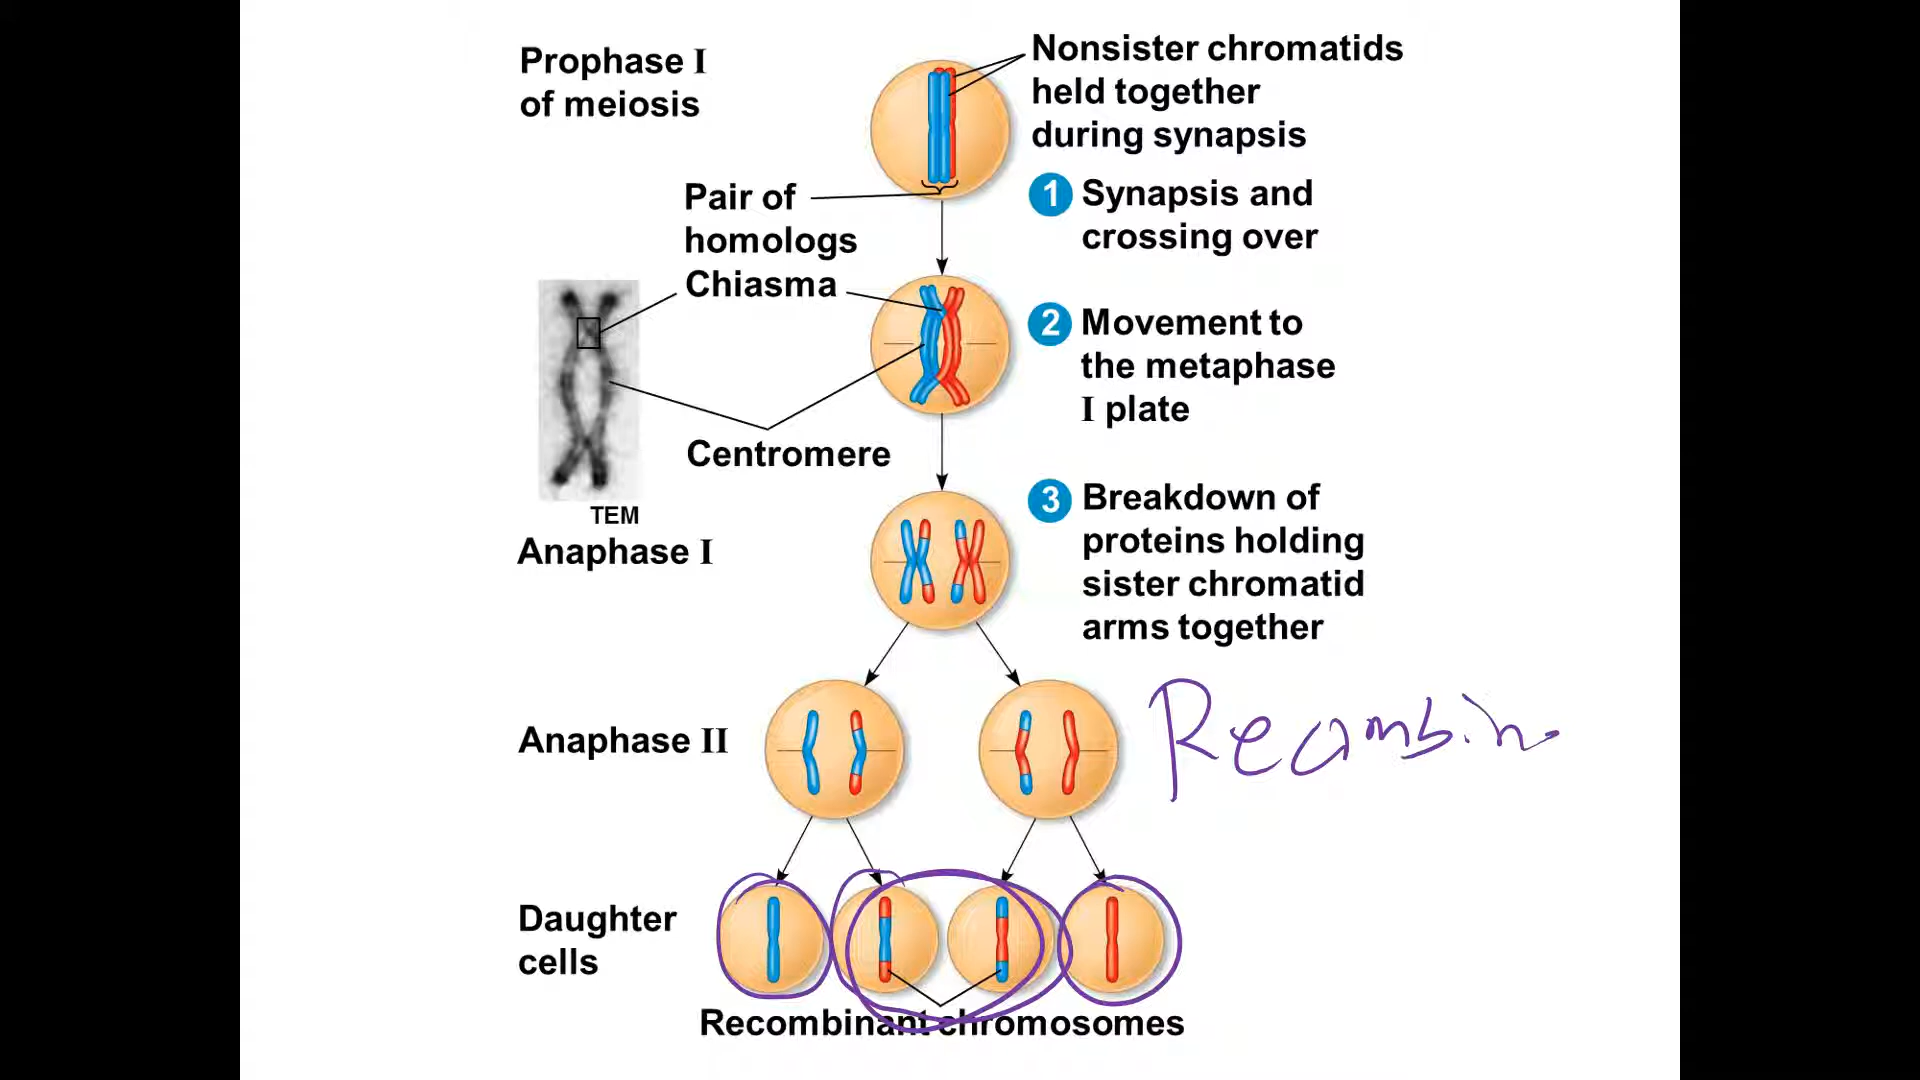 Prophase I
of meiosis
Nonsister chromatids
held together
during synapsis
Pair of
homologs
1 Synapsis and
crossing over
Chiasma
2 Movement to
the metaphase
I plate
Centromere
TEM
Anaphase I
3 Breakdown of
proteins holding
sister chromatid
arms together
Anaphase II
Recombin
Daughter
cells
Recombinant chromosomes